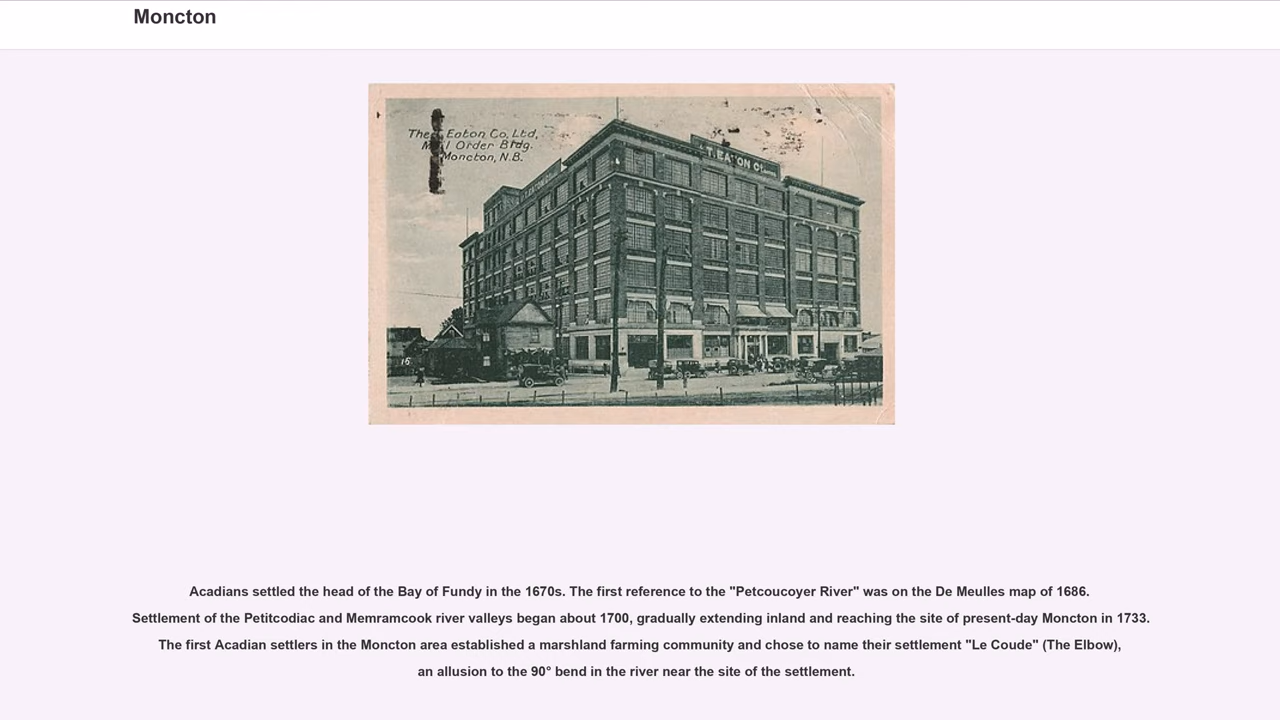 Moncton
The Eaton Co. Ltd,
Order Bldg.
Moncton, N.B.
T. EATON Co
16
Acadians settled the head of the Bay of Fundy in the 1670s. The first reference to the "Petcoucoyer River" was on the De Meulles map of 1686.
Settlement of the Petitcodiac and Memramcook river valleys began about 1700, gradually extending inland and reaching the site of present-day Moncton in 1733.
The first Acadian settlers in the Moncton area established a marshland farming community and chose to name their settlement "Le Coude" (The Elbow),
an allusion to the 90° bend in the river near the site of the settlement.